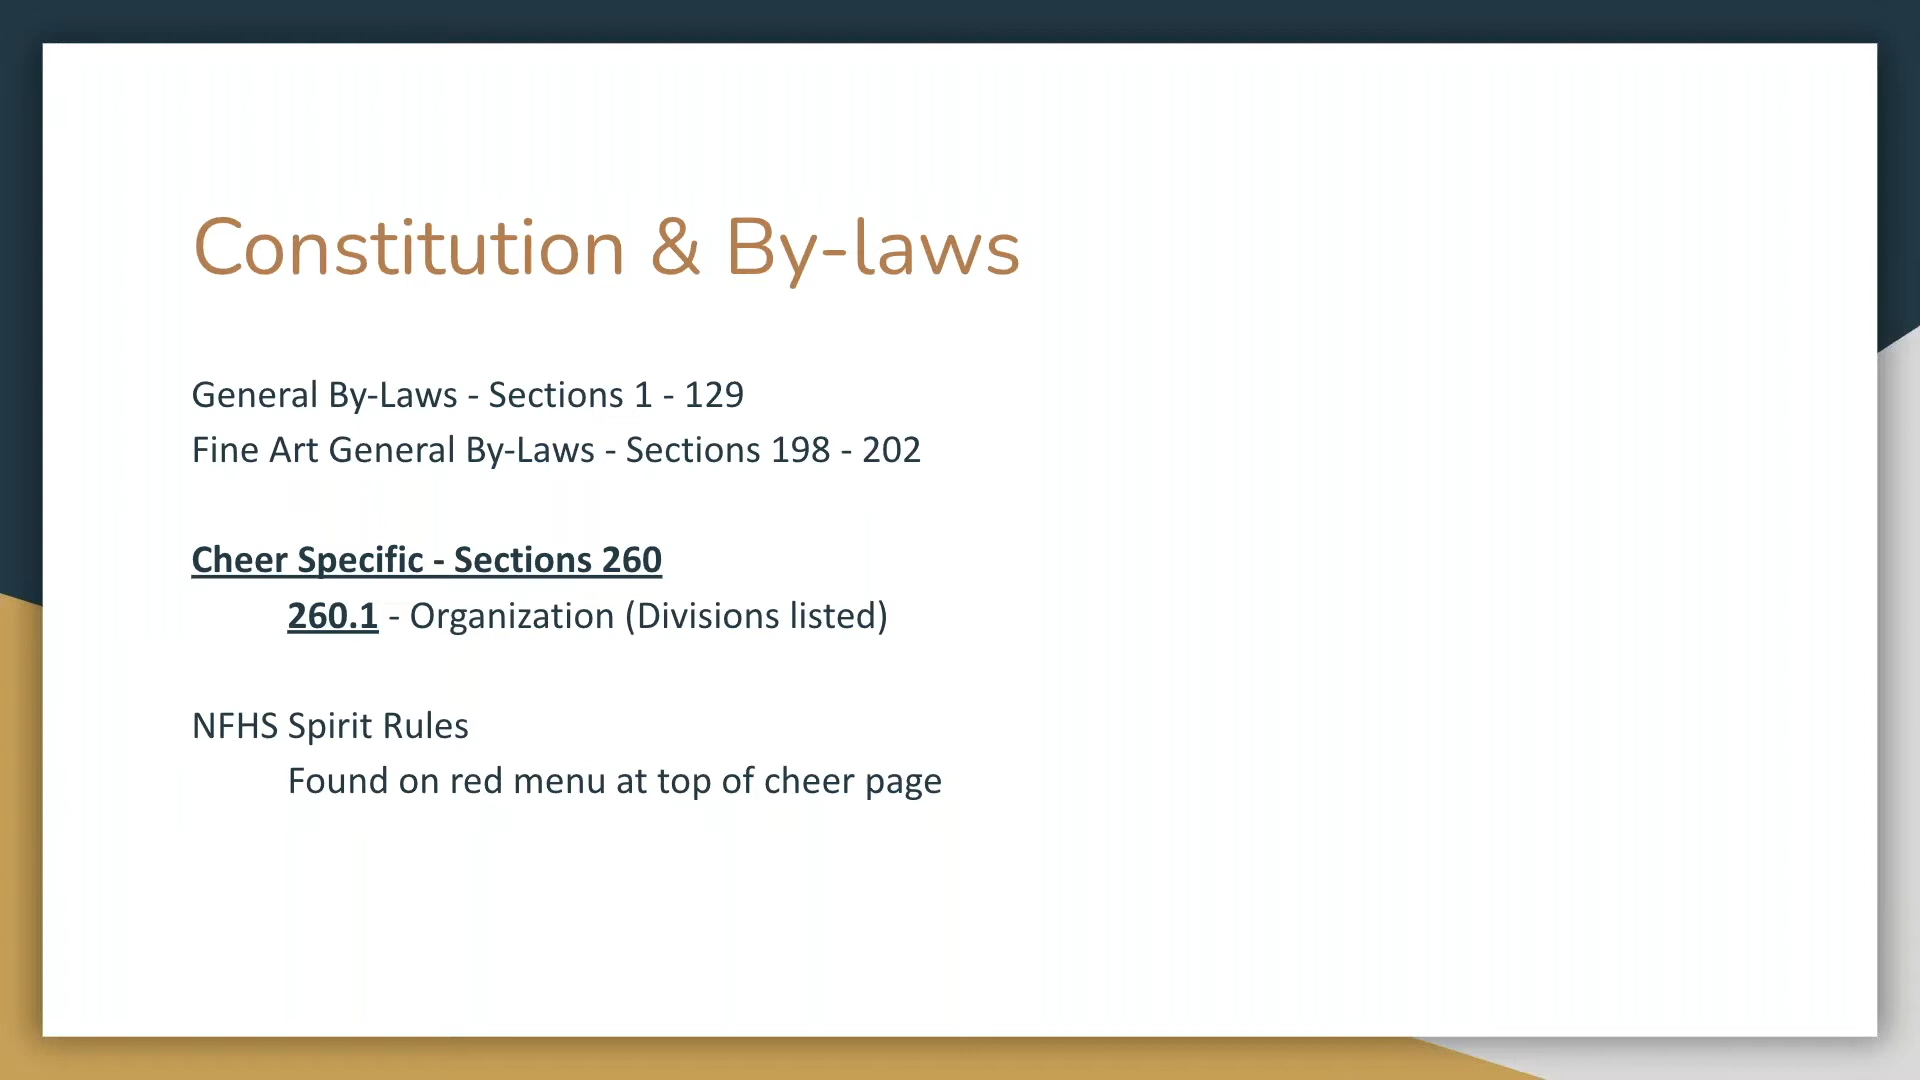 Constitution & By-laws
General By-Laws - Sections 1 - 129
Fine Art General By-Laws - Sections 198 - 202
Cheer Specific - Sections 260
260.1 - Organization (Divisions listed)
NFHS Spirit Rules
Found on red menu at top of cheer page